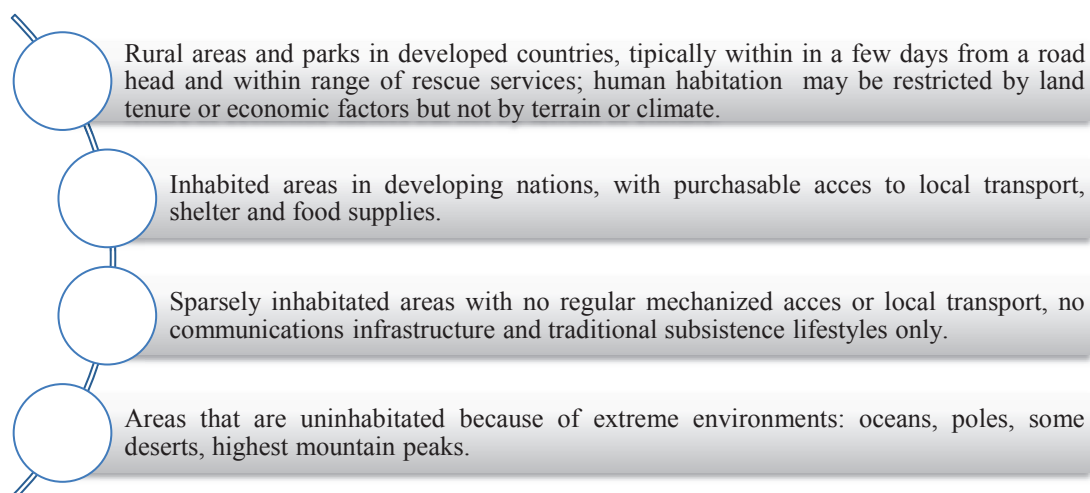 Rural areas and parks in developed countries, tipically within in a few days from a road
head and within range of rescue services; human habitation may be restricted by land
tenure or economic factors but not by terrain or climate.
Inhabited areas in developing nations, with purchasable acces to local transport,
shelter and food supplies.
Sparsely inhabitated areas with no regular mechanized acces or local transport, no
communications infrastructure and traditional subsistence lifestyles only.
Areas that are uninhabitated because of extreme environments: oceans, poles, some
deserts, highest mountain peaks.